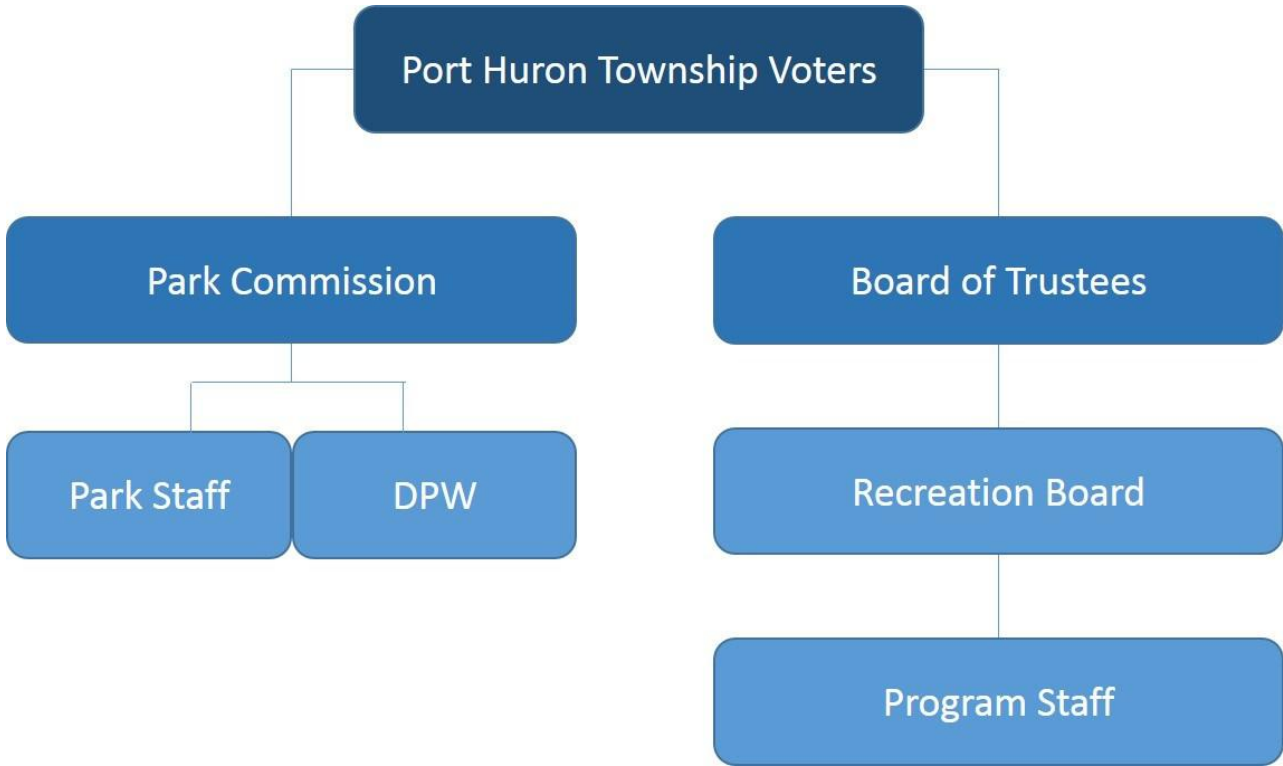 Port Huron Township Voters
Park Commission
Board of Trustees
Park Staff
DPW
Recreation Board
Program Staff